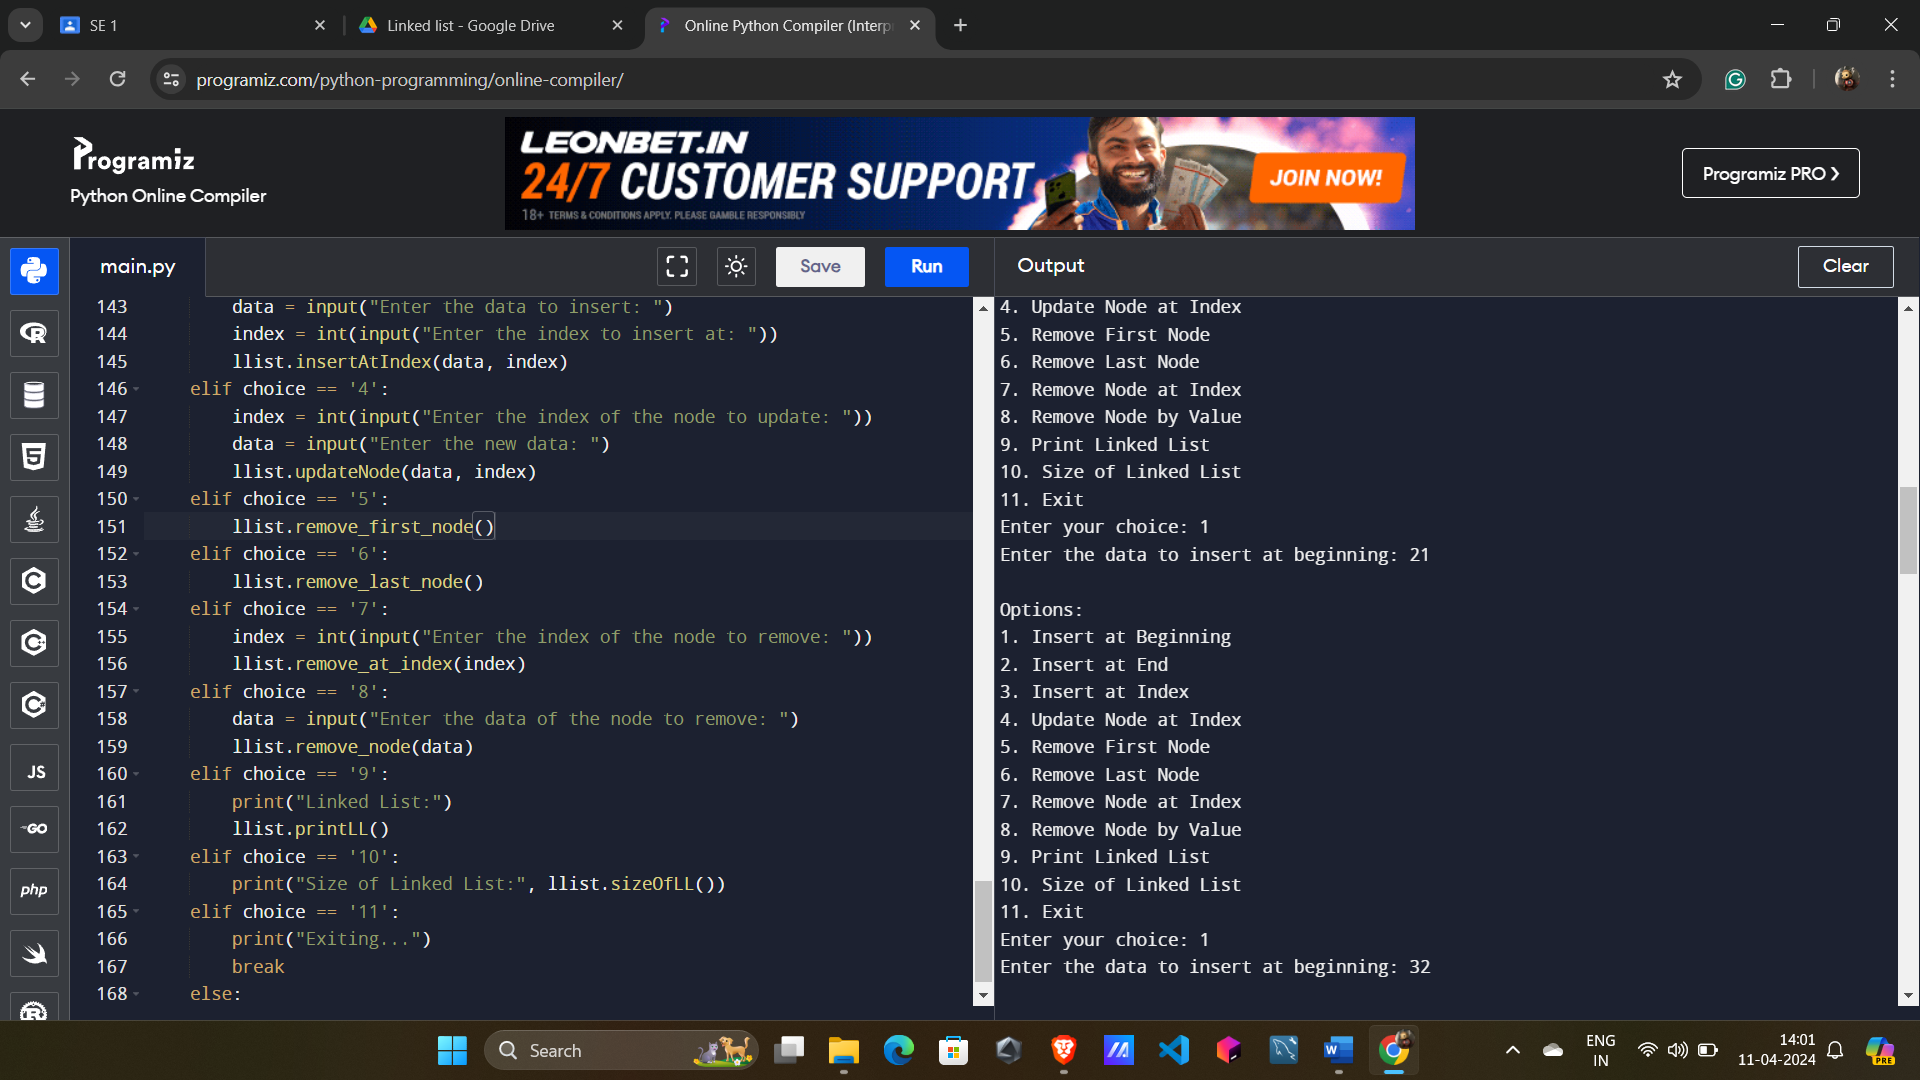 SE 1
Linked list - Google Drive
Online Python Compiler (Interp
programiz.com/python-programming/online-compiler/
Programiz
Python Online Compiler
LEONBET.IN
24/7 CUSTOMER SUPPORT
18+ TERMS & CONDITIONS APPLY. PLEASE GAMBLE RESPONSIBLY
JOIN NOW!
Programiz PRO ❯
main.py
Save
Run
Output
Clear
143 data = input("Enter the data to insert: ")
144 index = int(input("Enter the index to insert at: "))
145 llist.insertAtIndex(data, index)
146 elif choice == '4':
147 index = int(input("Enter the index of the node to update: "))
148 data = input("Enter the new data: ")
149 llist.updateNode(data, index)
150 elif choice == '5':
151 llist.remove_first_node()
152 elif choice == '6':
153 llist.remove_last_node()
154 elif choice == '7':
155 index = int(input("Enter the index of the node to remove: "))
156 llist.remove_at_index(index)
157 elif choice == '8':
158 data = input("Enter the data of the node to remove: ")
159 llist.remove_node(data)
160 elif choice == '9':
161 print("Linked List:")
162 llist.printLL()
163 elif choice == '10':
164 print("Size of Linked List:", llist.sizeOfLL())
165 elif choice == '11':
166 print("Exiting...")
167 break
168 else:
4. Update Node at Index
5. Remove First Node
6. Remove Last Node
7. Remove Node at Index
8. Remove Node by Value
9. Print Linked List
10. Size of Linked List
11. Exit
Enter your choice: 1
Enter the data to insert at beginning: 21
Options:
1. Insert at Beginning
2. Insert at End
3. Insert at Index
4. Update Node at Index
5. Remove First Node
6. Remove Last Node
7. Remove Node at Index
8. Remove Node by Value
9. Print Linked List
10. Size of Linked List
11. Exit
Enter your choice: 1
Enter the data to insert at beginning: 32
R
5
C
C
C
JS
GO
php
R
Search
W
ENG
IN
14:01
11-04-2024
PRE